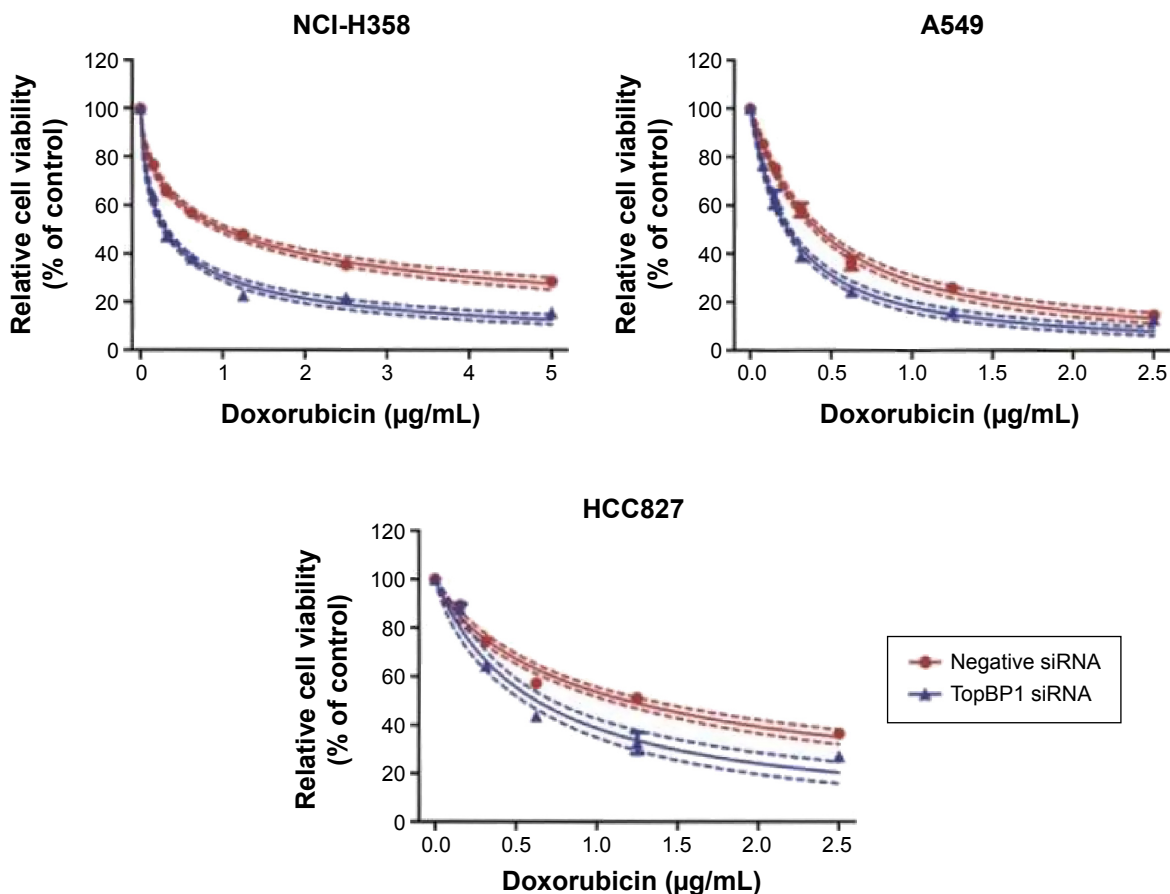 NCI-H358
Relative cell viability
(% of control)
120
100
80
60
40
20
0
0 1 2 3 4 5
Doxorubicin (µg/mL)
A549
Relative cell viability
(% of control)
120
100
80
60
40
20
0
0.0 0.5 1.0 1.5 2.0 2.5
Doxorubicin (µg/mL)
HCC827
Relative cell viability
(% of control)
120
100
80
60
40
20
0
0.0 0.5 1.0 1.5 2.0 2.5
Doxorubicin (µg/mL)
Negative siRNA
TopBP1 siRNA